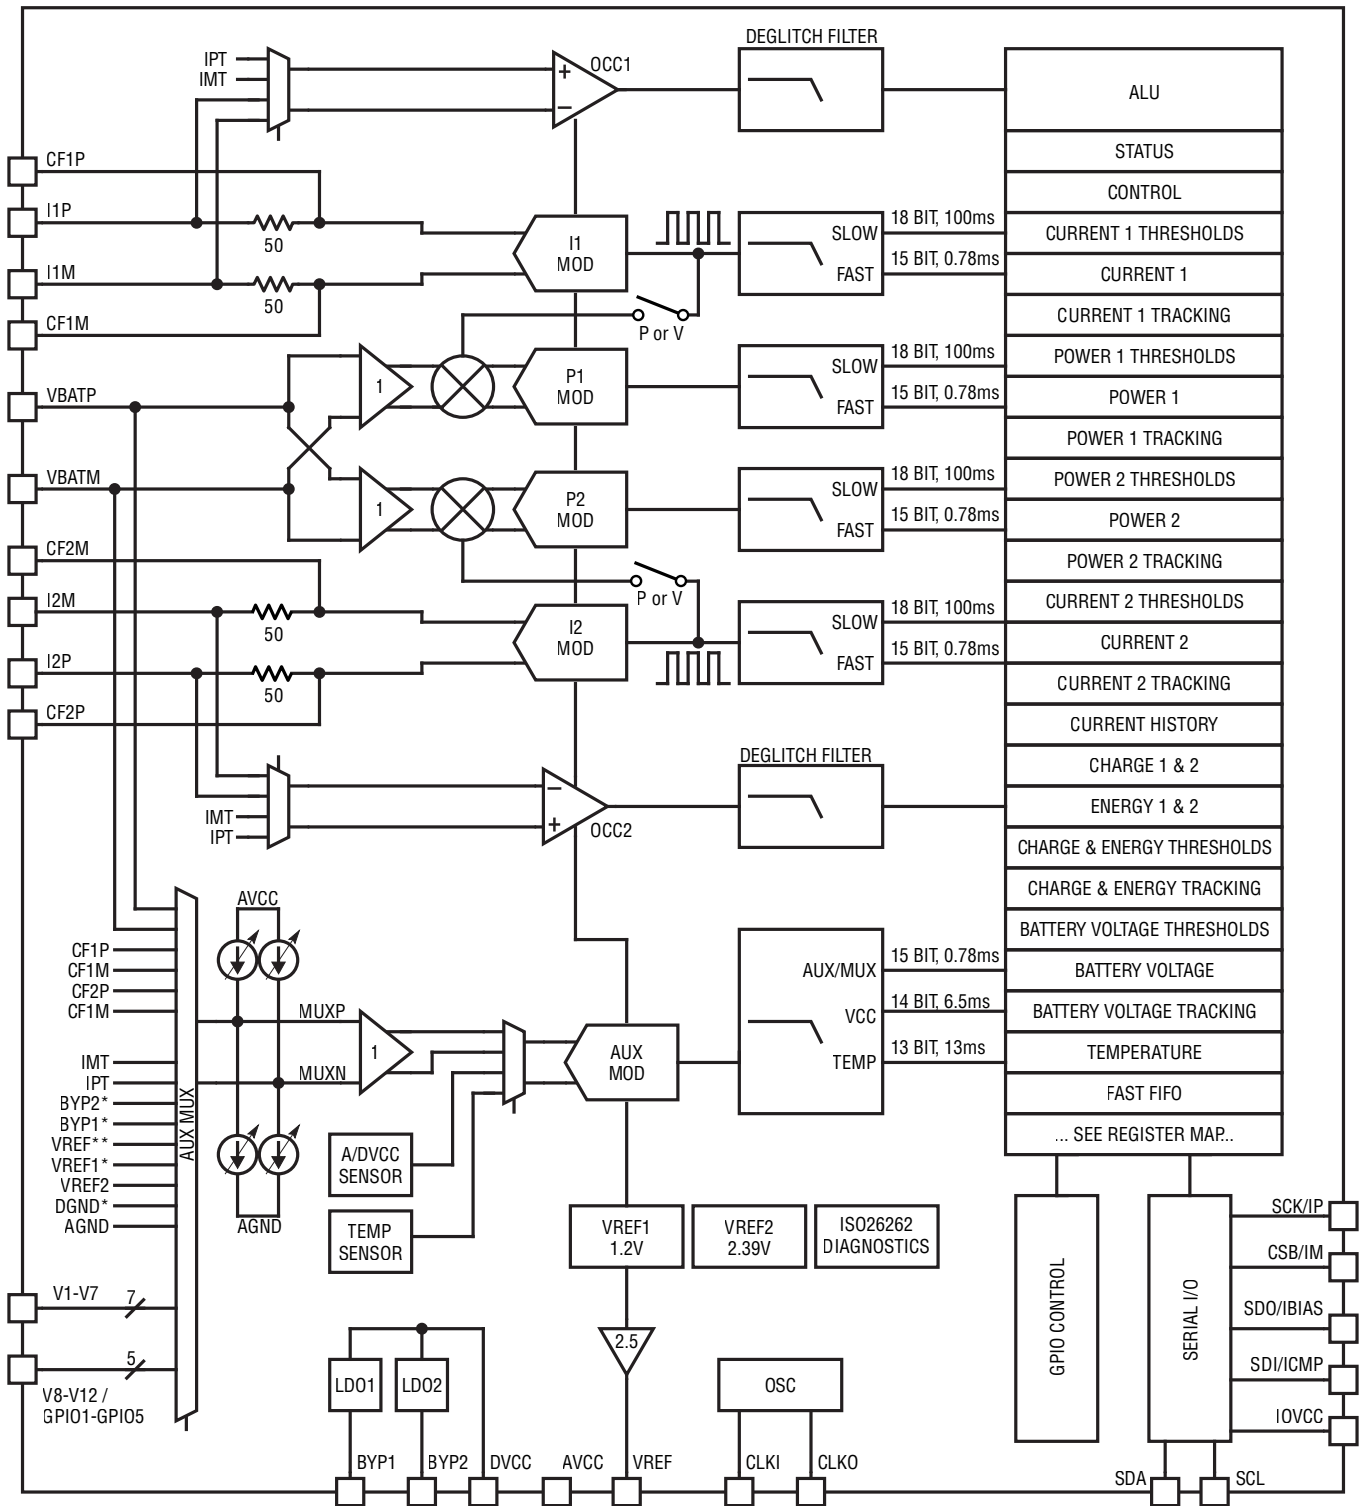 DEGLITCH FILTER
IPT
IMT
+
−
OCC1
ALU
STATUS
CONTROL
CURRENT 1 THRESHOLDS
CURRENT 1
CURRENT 1 TRACKING
POWER 1 THRESHOLDS
POWER 1
POWER 1 TRACKING
POWER 2 THRESHOLDS
POWER 2
POWER 2 TRACKING
CURRENT 2 THRESHOLDS
CURRENT 2
CURRENT 2 TRACKING
CURRENT HISTORY
CHARGE 1 & 2
ENERGY 1 & 2
CHARGE & ENERGY THRESHOLDS
CHARGE & ENERGY TRACKING
BATTERY VOLTAGE THRESHOLDS
BATTERY VOLTAGE
BATTERY VOLTAGE TRACKING
TEMPERATURE
FAST FIFO
... SEE REGISTER MAP...
CF1P
I1P
50
I1M
50
CF1M
I1
MOD
SLOW
FAST
18 BIT, 100ms
15 BIT, 0.78ms
P or V
VBATP
1
P1
MOD
SLOW
FAST
18 BIT, 100ms
15 BIT, 0.78ms
VBATM
1
P2
MOD
SLOW
FAST
18 BIT, 100ms
15 BIT, 0.78ms
P or V
CF2M
I2M
50
I2P
50
CF2P
I2
MOD
SLOW
FAST
18 BIT, 100ms
15 BIT, 0.78ms
DEGLITCH FILTER
IMT
IPT
−
+
OCC2
AVCC
CF1P
CF1M
CF2P
CF1M
IMT
IPT
BYP2*
BYP1*
VREF**
VREF1*
VREF2
DGND*
AGND
AUX MUX
MUXP
MUXN
1
AGND
A/DVCC
SENSOR
TEMP
SENSOR
AUX
MOD
AUX/MUX
VCC
TEMP
15 BIT, 0.78ms
14 BIT, 6.5ms
13 BIT, 13ms
VREF1
1.2V
VREF2
2.39V
ISO26262
DIAGNOSTICS
2.5
V1-V7
7
5
V8-V12 /
GPIO1-GPIO5
LDO1
LDO2
OSC
GPIO CONTROL
SERIAL I/O
SCK/IP
CSB/IM
SDO/IBIAS
SDI/ICMP
IOVCC
BYP1
BYP2
DVCC
AVCC
VREF
CLKI
CLKO
SDA
SCL